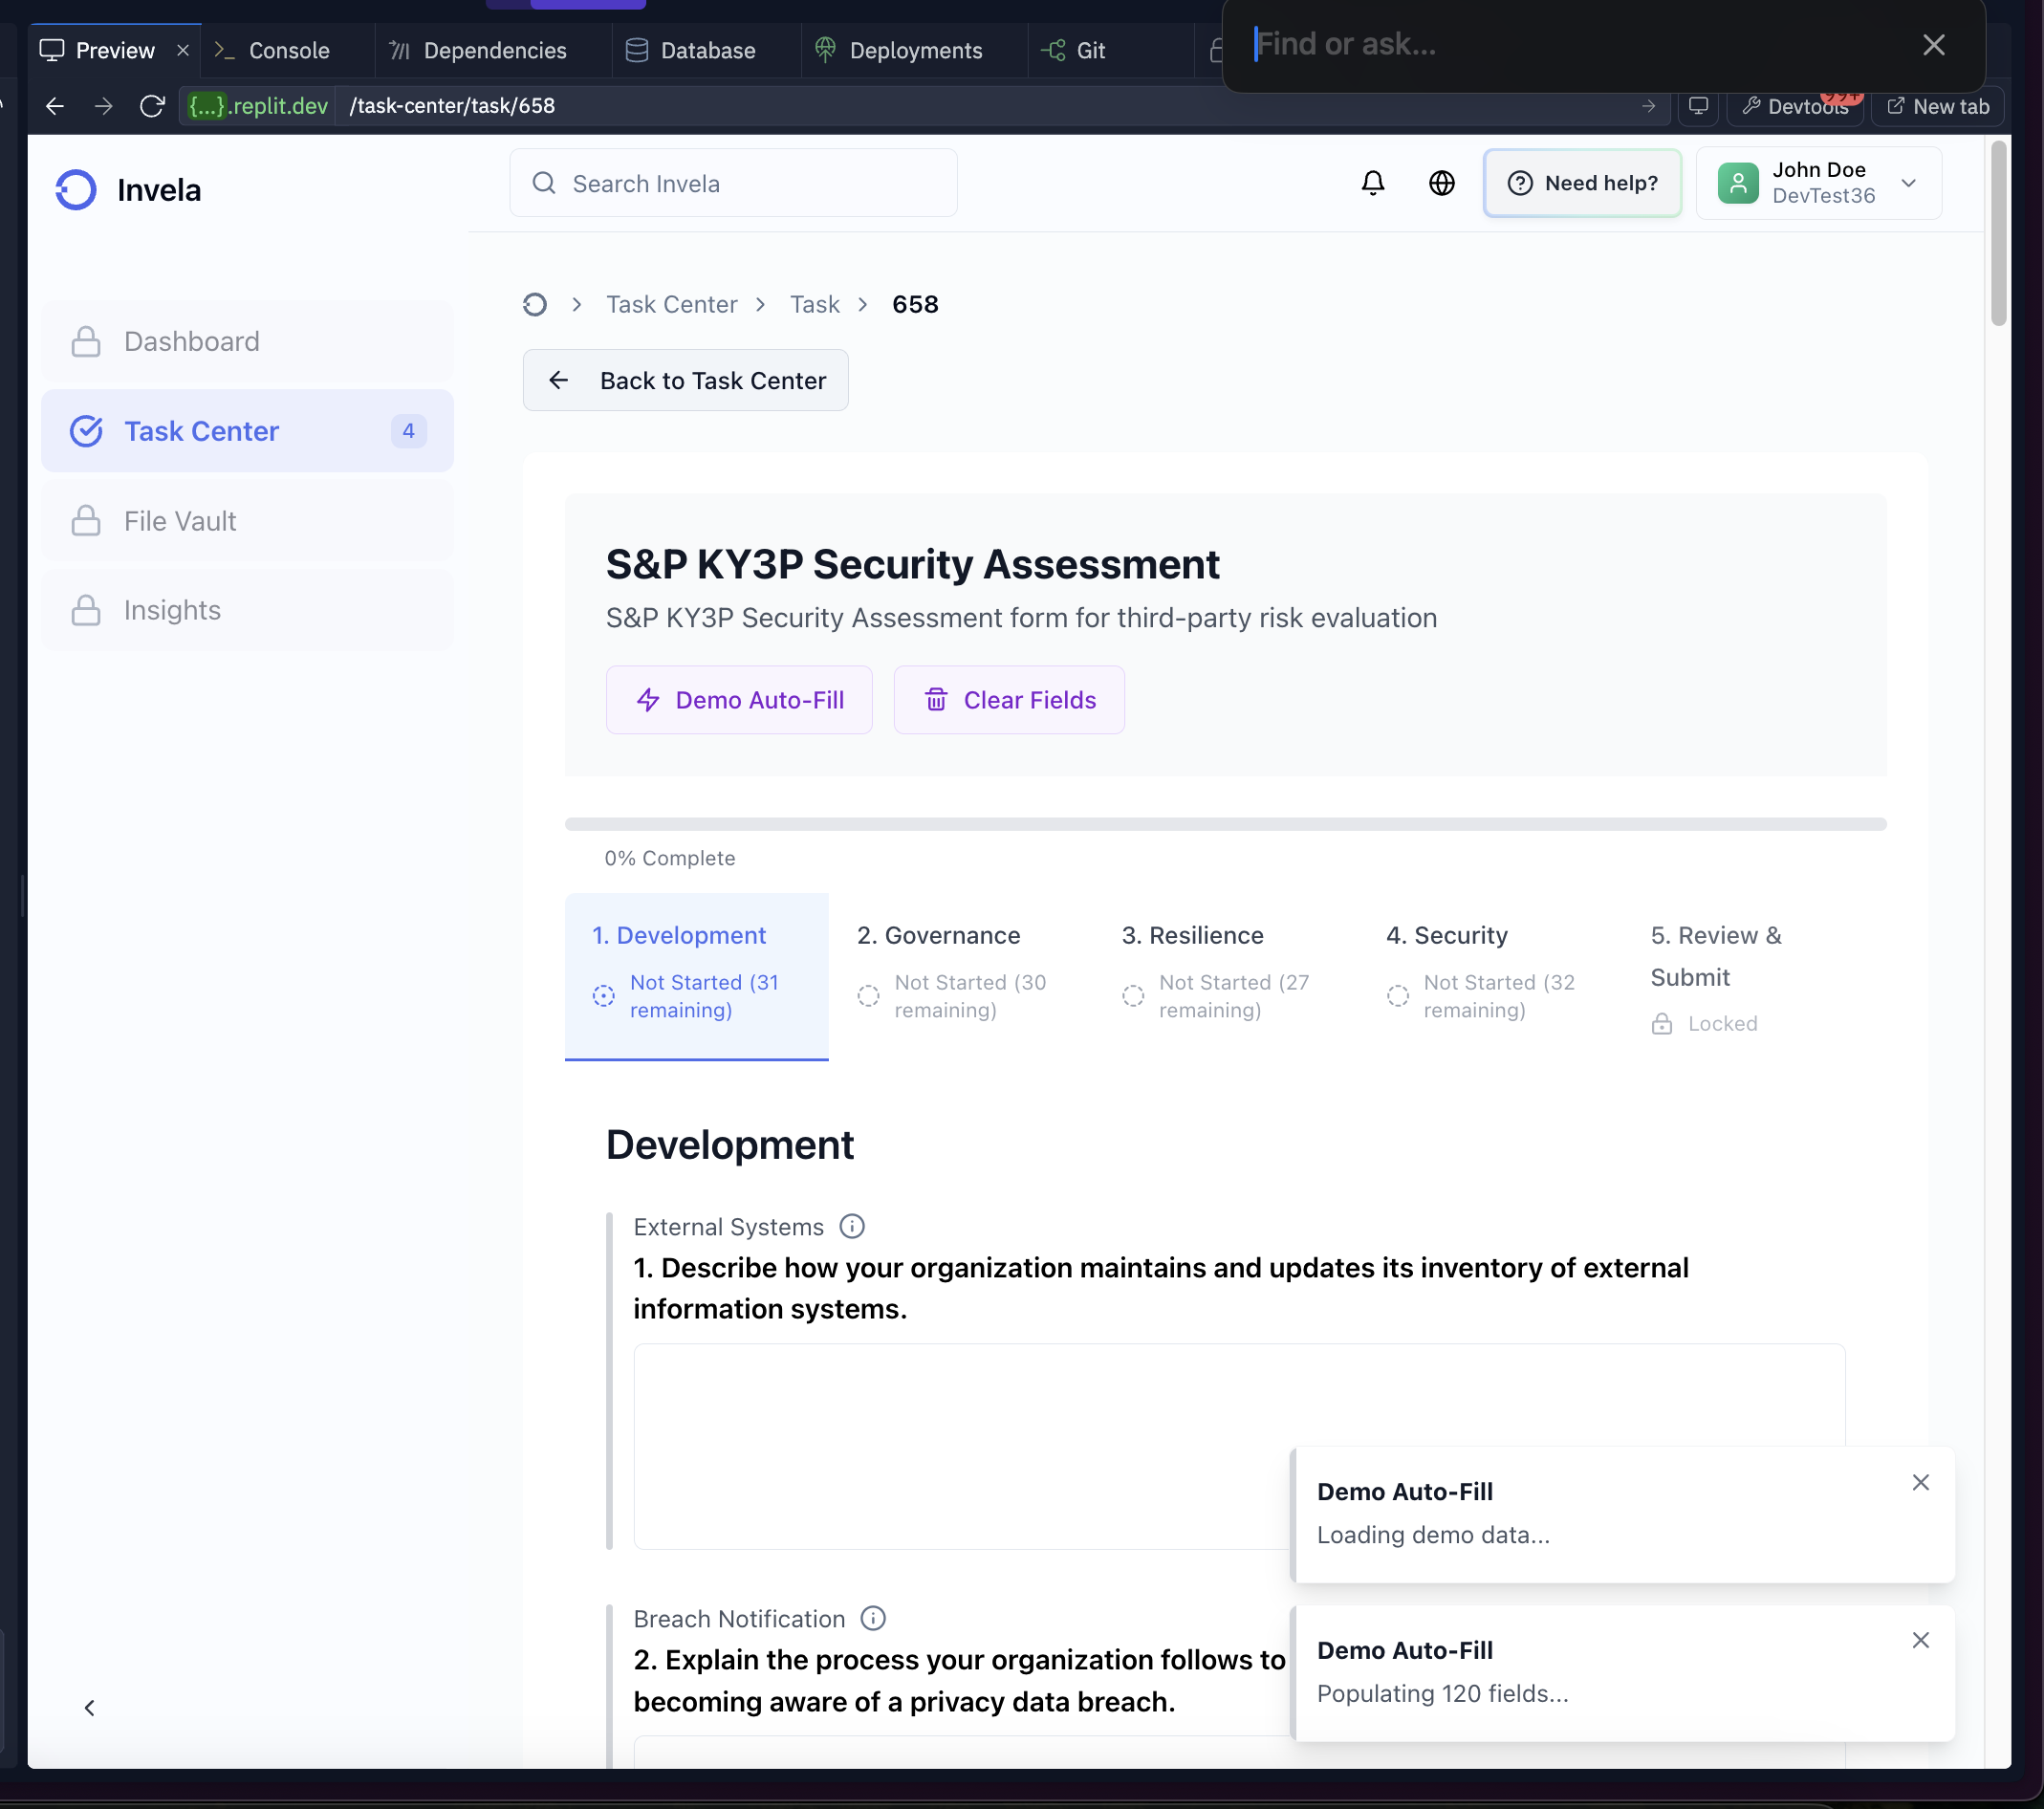 Find or ask...
Preview
Console
Dependencies
Database
Deployments
Git
{...}.replit.dev
/task-center/task/658
Devtools
99+
New tab
Invela
Search Invela
Need help?
John Doe
DevTest36
Dashboard
Task Center
4
File Vault
Insights
Task Center
Task
658
Back to Task Center
S&P KY3P Security Assessment
S&P KY3P Security Assessment form for third-party risk evaluation
Demo Auto-Fill
Clear Fields
0% Complete
1. Development
Not Started (31
remaining)
2. Governance
Not Started (30
remaining)
3. Resilience
Not Started (27
remaining)
4. Security
Not Started (32
remaining)
5. Review &
Submit
Locked
Development
External Systems
1. Describe how your organization maintains and updates its inventory of external
information systems.
Breach Notification
2. Explain the process your organization follows to
becoming aware of a privacy data breach.
Demo Auto-Fill
Loading demo data...
Demo Auto-Fill
Populating 120 fields...